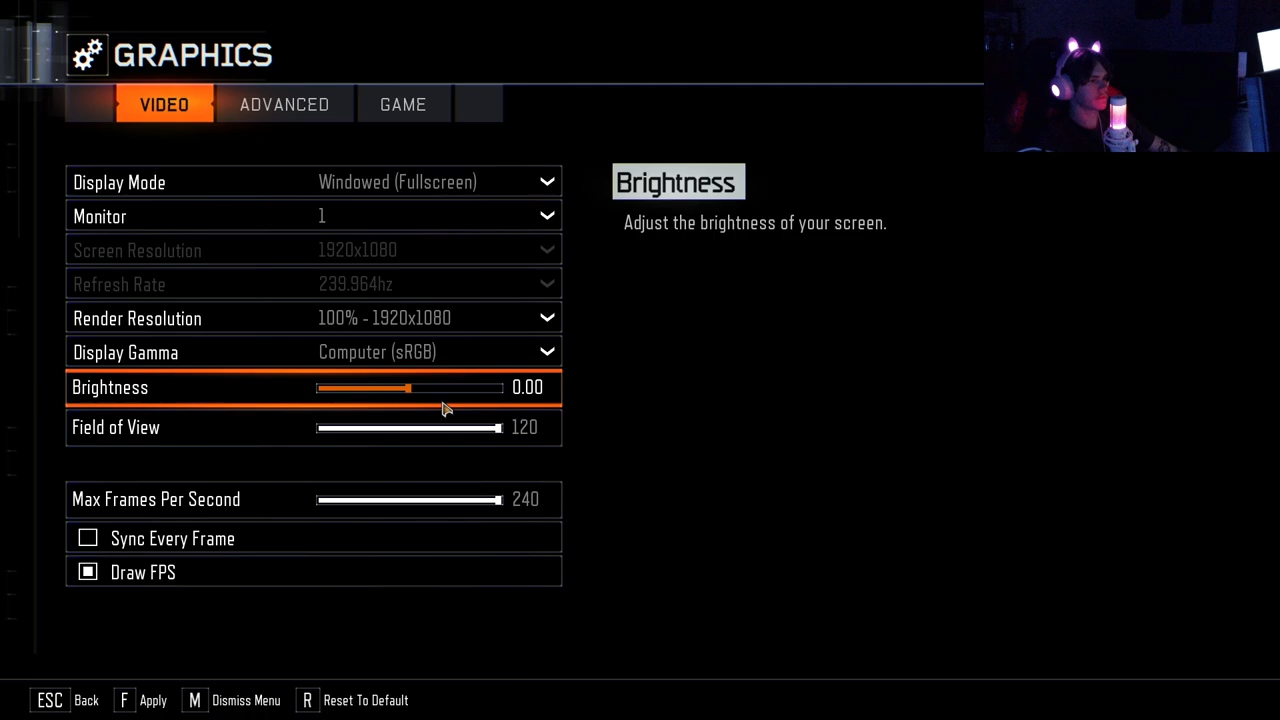 GRAPHICS
VIDEO ADVANCED GAME
Display Mode Windowed (Fullscreen)
Monitor 1
Screen Resolution 1920x1080
Refresh Rate 239.964hz
Render Resolution 100% - 1920x1080
Display Gamma Computer (sRGB)
Brightness 0.00
Field of View 120
Max Frames Per Second 240
Sync Every Frame
Draw FPS
Brightness
Adjust the brightness of your screen.
ESC Back F Apply M Dismiss Menu R Reset To Default